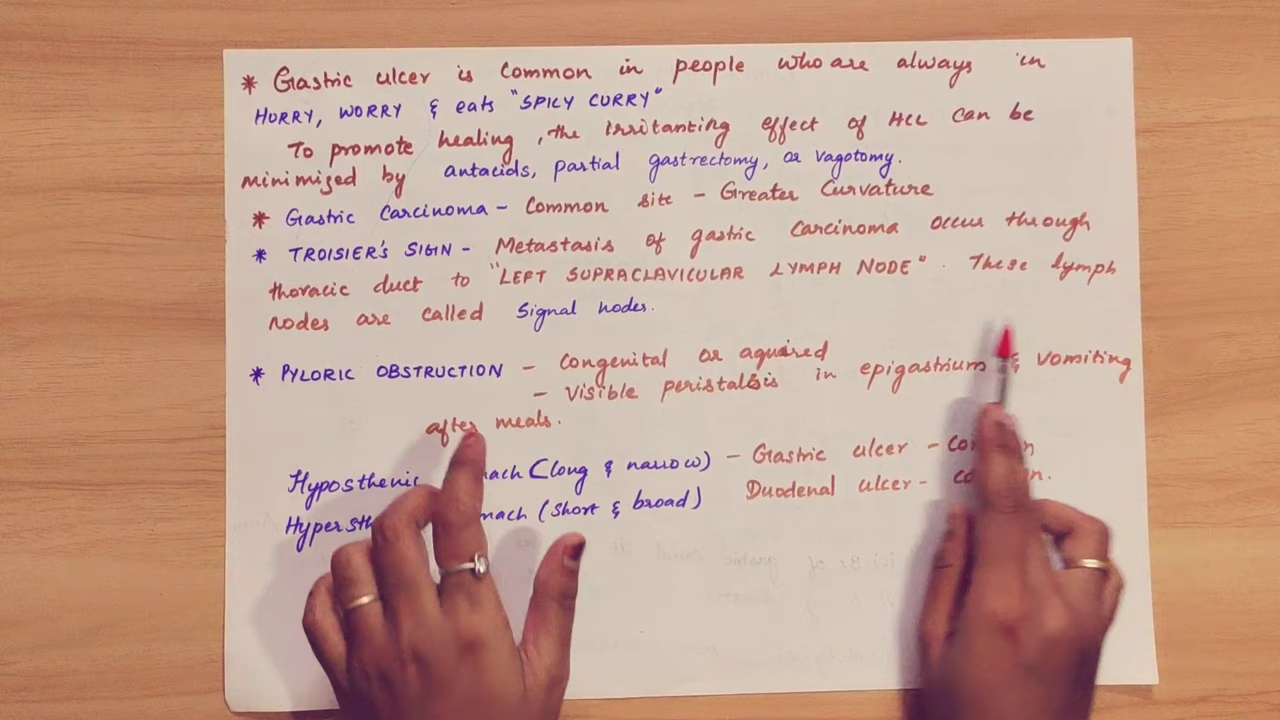 * Gastric ulcer is common in people who are always in
HURRY, WORRY & eats "SPICY CURRY"
To promote healing, the irritanting effect of HCL can be
minimized by antacids, partial gastrectomy, or vagotomy.
* Gastric Carcinoma - Common site - Greater Curvature
* TROISIER'S SIGIN - Metastasis of gastric carcinoma occur through
thoracic duct to "LEFT SUPRACLAVICULAR LYMPH NODE". These lymph
nodes are called Signal nodes.
* PYLORIC OBSTRUCTION - Congenital or aquired
- Visible peristalsis in epigastrium & vomiting
after meals.
Hyposthenic (long & narrow) - Gastric ulcer -
(short & broad) Duodenal ulcer -